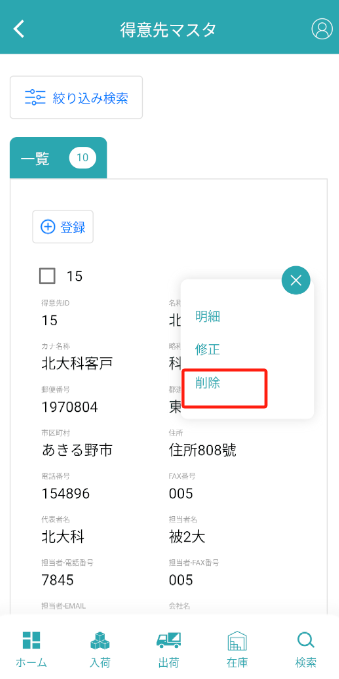 得意先マスタ
絞り込み検索
一覧 10
登録
15
得意先ID
15
北
カナ名称
北大科客戸
科
明細
修正
削除
郵便番号
1970804
東
市区町村 住所
あきる野市 住所808號
電話番号 FAX番号
154896 005
代表者名 担当者名
北大科 被2大
担当者-電話番号 担当者-FAX番号
7845 005
担当者-EMAIL 会社名
ホーム 入荷 出荷 在庫 検索